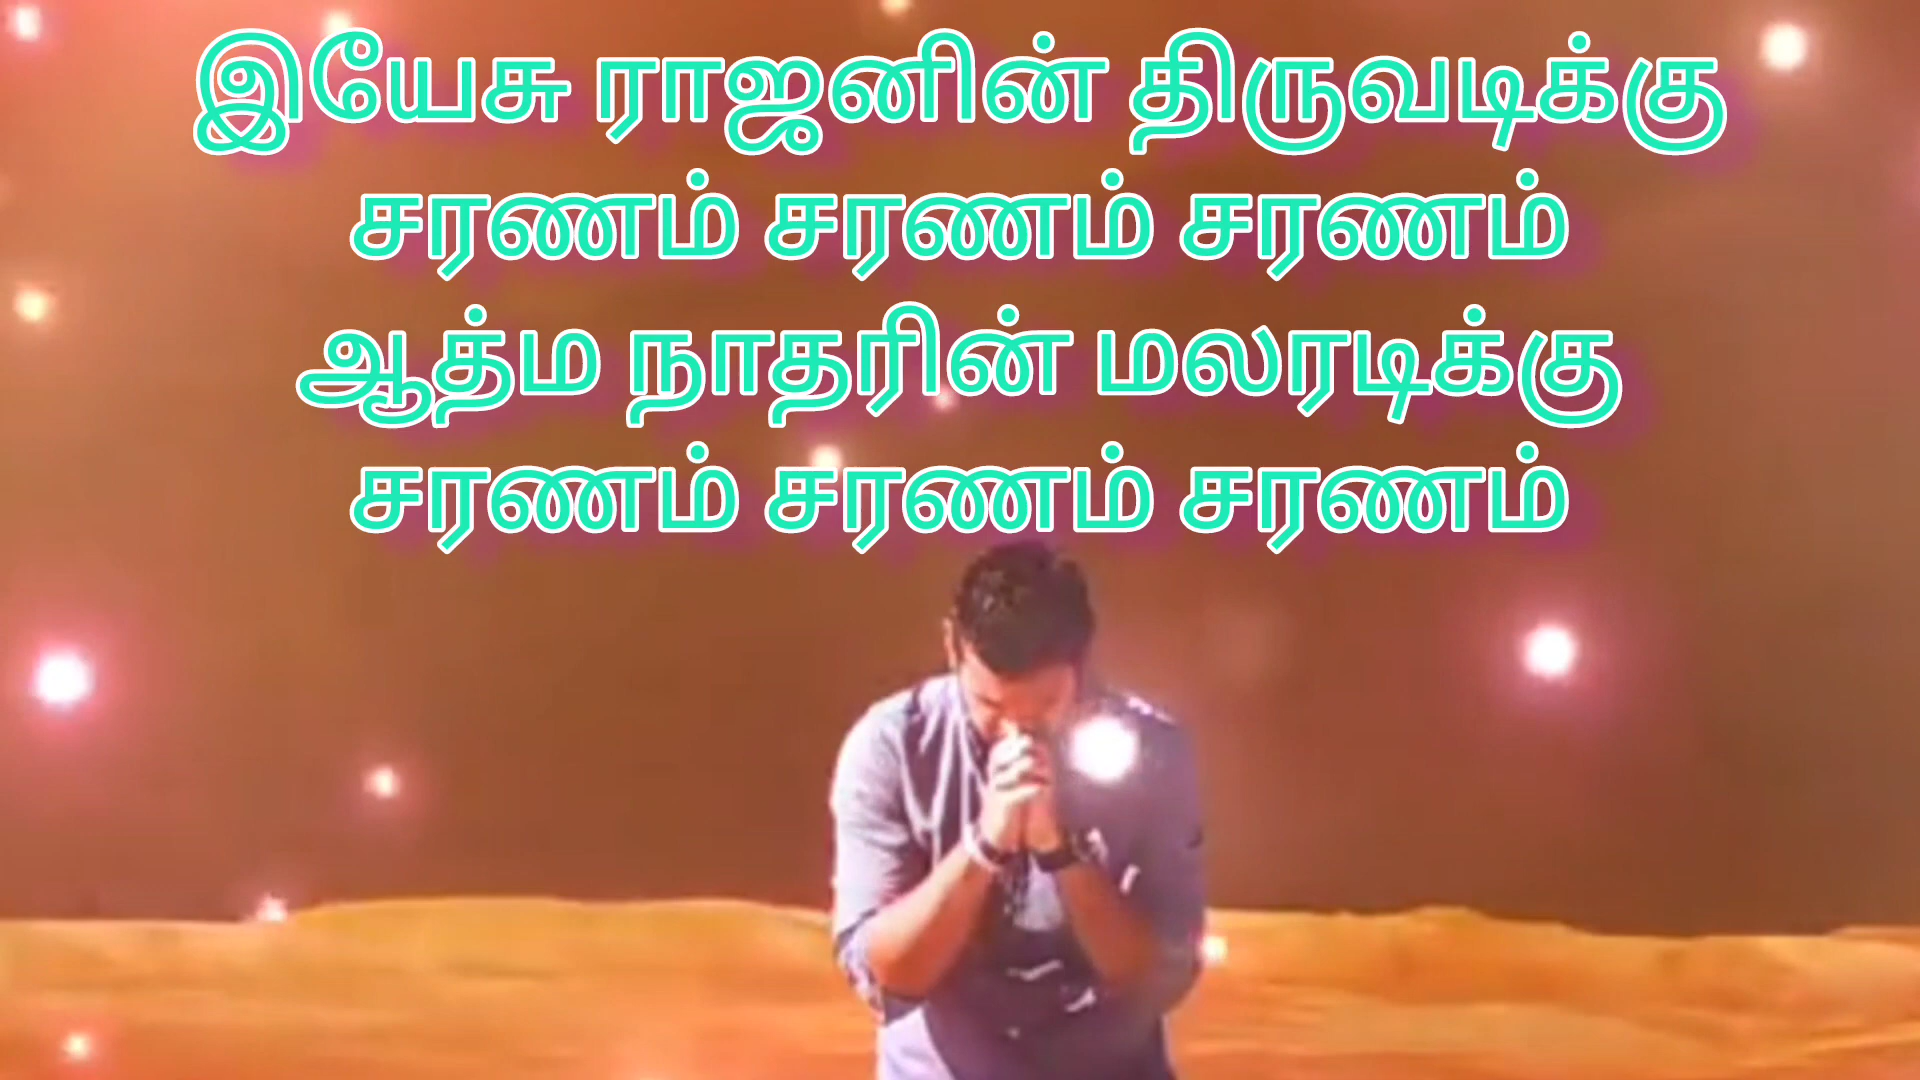 இயேசு ராஜனின் திருவடிக்கு
சரணம் சரணம் சரணம்
ஆத்ம நாதரின் மலரடிக்கு
சரணம் சரணம் சரணம்